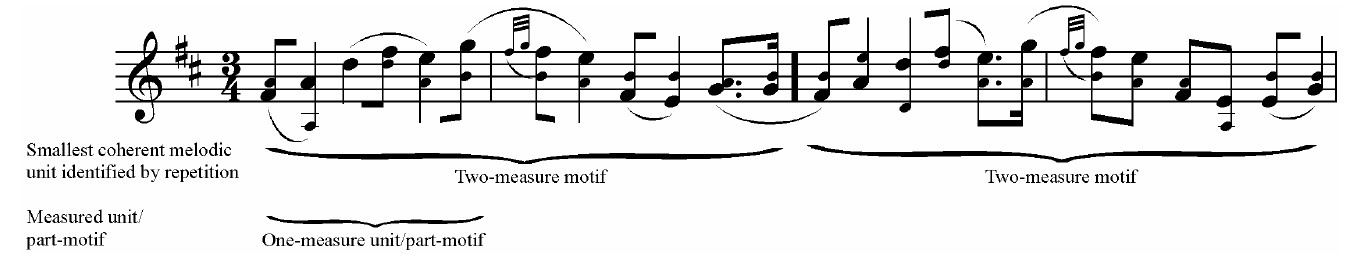 3
4
Smallest coherent melodic
unit identified by repetition
Two-measure motif
Two-measure motif
Measured unit/
part-motif
One-measure unit/part-motif